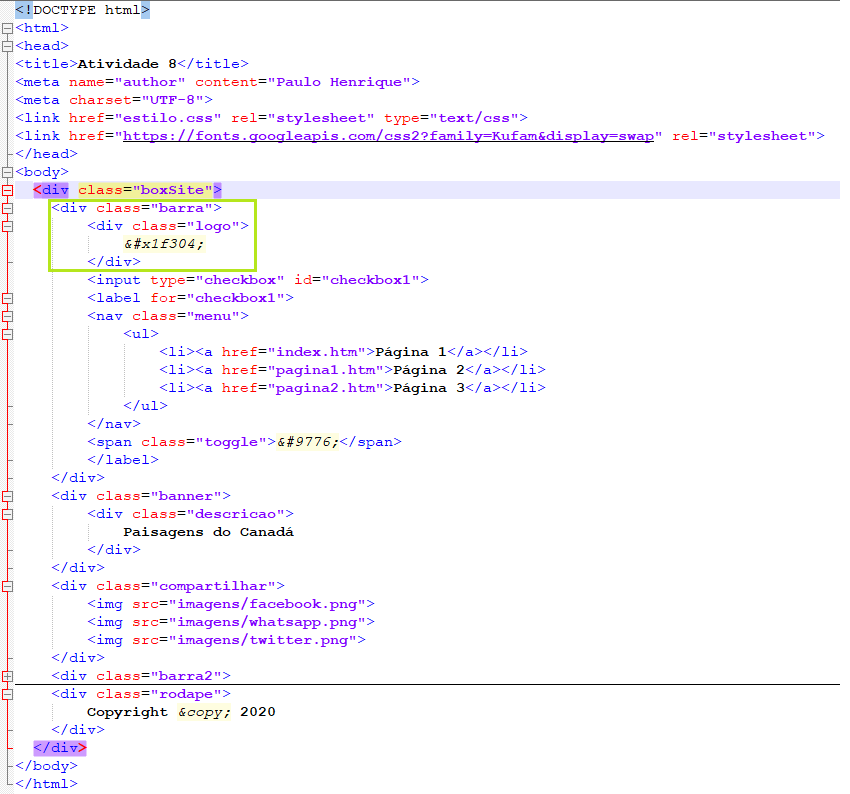 <!DOCTYPE html>
<html>
<head>
<title>Atividade 8</title>
<meta name="author" content="Paulo Henrique">
<meta charset="UTF-8">
<link href="estilo.css" rel="stylesheet" type="text/css">
<link href="https://fonts.googleapis.com/css2?family=Kufam&display=swap" rel="stylesheet">
</head>
<body>
<div class="boxSite">
<div class="barra">
<div class="logo">
&#x1f304;
</div>
<input type="checkbox" id="checkbox1">
<label for="checkbox1">
<nav class="menu">
<ul>
<li><a href="index.htm">Página 1</a></li>
<li><a href="pagina1.htm">Página 2</a></li>
<li><a href="pagina2.htm">Página 3</a></li>
</ul>
</nav>
<span class="toggle">&#9776;</span>
</label>
</div>
<div class="banner">
<div class="descricao">
Paisagens do Canadá
</div>
</div>
<div class="compartilhar">
<img src="imagens/facebook.png">
<img src="imagens/whatsapp.png">
<img src="imagens/twitter.png">
</div>
<div class="barra2">
<div class="rodape">
Copyright &copy; 2020
</div>
</div>
</body>
</html>